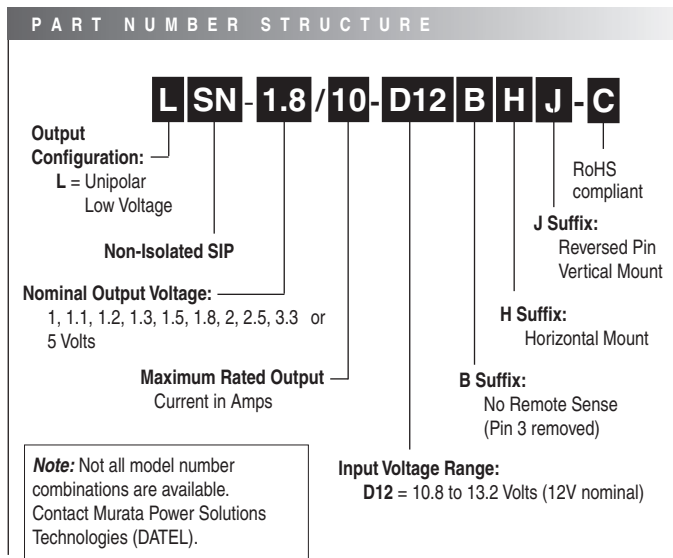 PART NUMBER STRUCTURE
L SN - 1.8 / 10 - D12 B H J - C
Output
Configuration:
L = Unipolar
Low Voltage
Non-Isolated SIP
Nominal Output Voltage:
1, 1.1, 1.2, 1.3, 1.5, 1.8, 2, 2.5, 3.3 or
5 Volts
Maximum Rated Output
Current in Amps
Note: Not all model number
combinations are available.
Contact Murata Power Solutions
Technologies (DATEL).
RoHS
compliant
J Suffix:
Reversed Pin
Vertical Mount
H Suffix:
Horizontal Mount
B Suffix:
No Remote Sense
(Pin 3 removed)
Input Voltage Range:
D12 = 10.8 to 13.2 Volts (12V nominal)